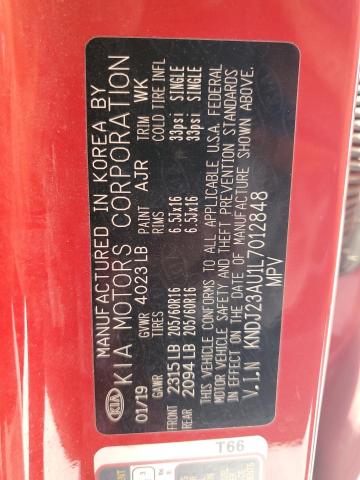 MANUFACTURED IN KOREA BY
KIA KIA MOTORS CORPORATION
01/19 GVWR 4023LB PAINT AJR TRIM WK
GAWR TIRES RIMS COLD TIRE INFL
FRONT 2315LB 205/60R16 6.5Jx16 33psi SINGLE
REAR 2094LB 205/60R16 6.5Jx16 33psi SINGLE
THIS VEHICLE CONFORMS TO ALL APPLICABLE U.S.A. FEDERAL
MOTOR VEHICLE SAFETY AND THEFT PREVENTION STANDARDS
IN EFFECT ON THE DATE OF MANUFACTURE SHOWN ABOVE.
V.I.N KNDJ23AU1L7012848
MPV
T66